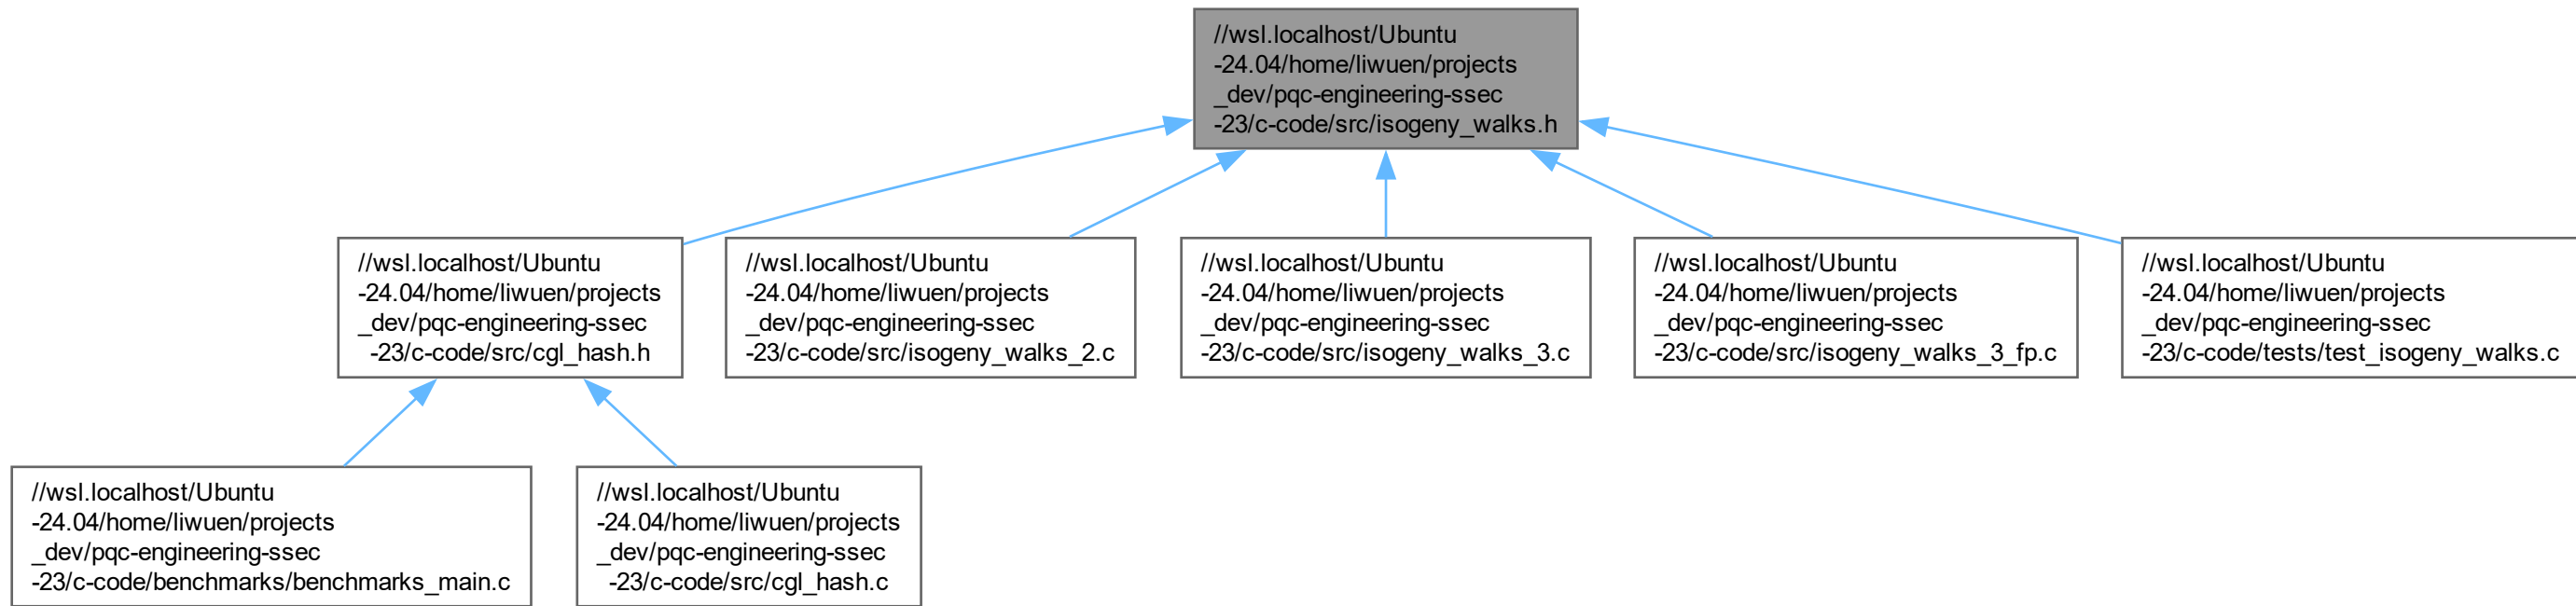 //wsl.localhost/Ubuntu
-24.04/home/liwuen/projects
_dev/pqc-engineering-ssec
-23/c-code/src/isogeny_walks.h
//wsl.localhost/Ubuntu
-24.04/home/liwuen/projects
_dev/pqc-engineering-ssec
-23/c-code/src/cgl_hash.h
//wsl.localhost/Ubuntu
-24.04/home/liwuen/projects
_dev/pqc-engineering-ssec
-23/c-code/src/isogeny_walks_2.c
//wsl.localhost/Ubuntu
-24.04/home/liwuen/projects
_dev/pqc-engineering-ssec
-23/c-code/src/isogeny_walks_3.c
//wsl.localhost/Ubuntu
-24.04/home/liwuen/projects
_dev/pqc-engineering-ssec
-23/c-code/src/isogeny_walks_3_fp.c
//wsl.localhost/Ubuntu
-24.04/home/liwuen/projects
_dev/pqc-engineering-ssec
-23/c-code/tests/test_isogeny_walks.c
//wsl.localhost/Ubuntu
-24.04/home/liwuen/projects
_dev/pqc-engineering-ssec
-23/c-code/benchmarks/benchmarks_main.c
//wsl.localhost/Ubuntu
-24.04/home/liwuen/projects
_dev/pqc-engineering-ssec
-23/c-code/src/cgl_hash.c